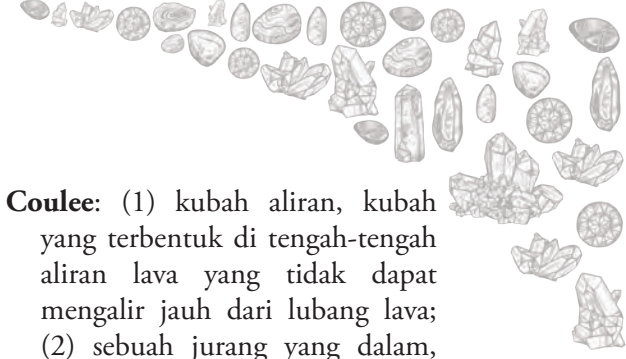 Coulee: (1) kubah aliran, kubah
yang terbentuk di tengah-tengah
aliran lava yang tidak dapat
mengalir jauh dari lubang lava;
(2) sebuah jurang yang dalam,